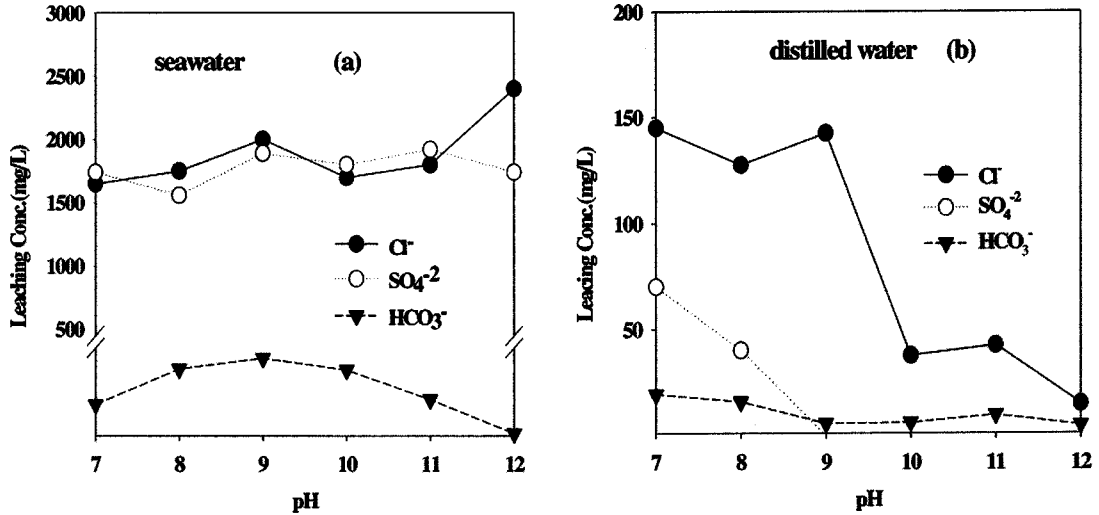 seawater (a)
Leaching Conc.(mg/L)
3000
2500
2000
1500
1000
500
Cl-
SO4-2
HCO3-
7 8 9 10 11 12
pH
distilled water (b)
Leacing Conc.(mg/L)
200
150
100
50
Cl-
SO4-2
HCO3-
7 8 9 10 11 12
pH